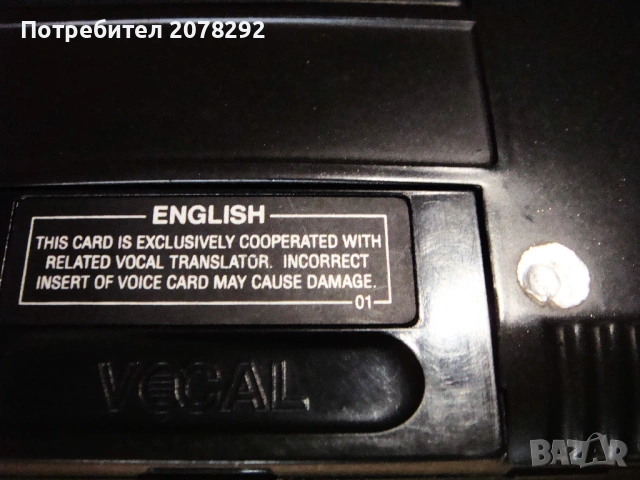 Потребител 2078292
ENGLISH
THIS CARD IS EXCLUSIVELY COOPERATED WITH
RELATED VOCAL TRANSLATOR. INCORRECT
INSERT OF VOICE CARD MAY CAUSE DAMAGE.
01
VOCAL
BAZAR